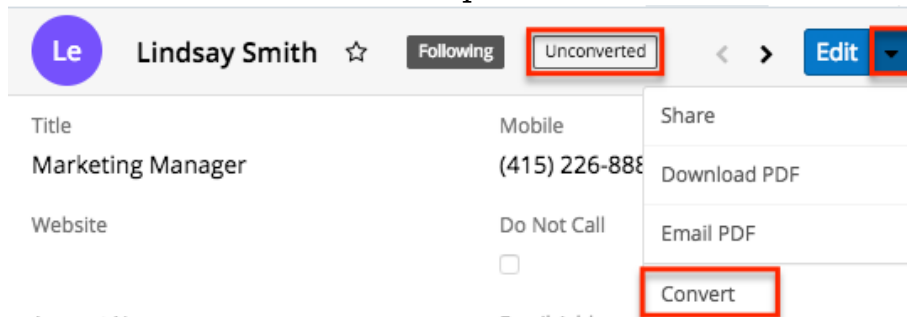 Le Lindsay Smith Following Unconverted Edit
Share
Title Mobile
Marketing Manager (415) 226-888
Download PDF
Website Do Not Call
Email PDF
Convert